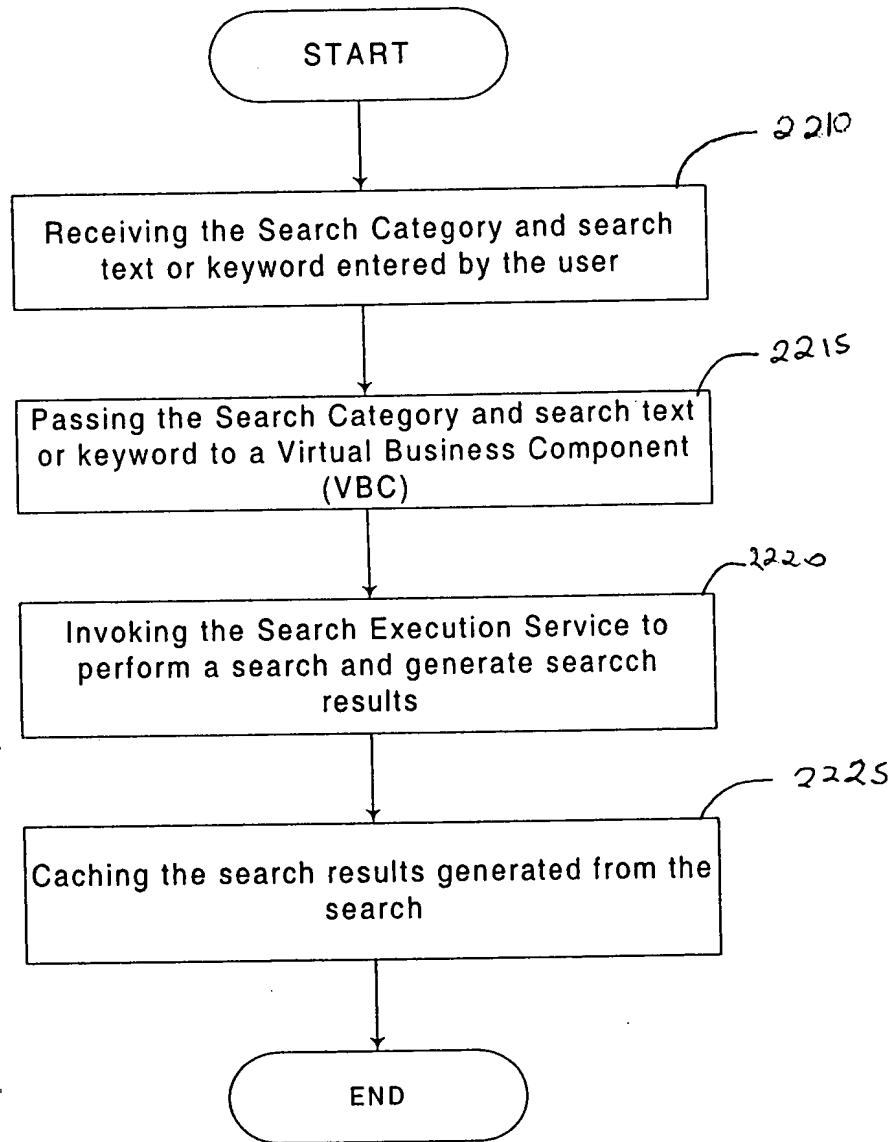 START
2210
Receiving the Search Category and search
text or keyword entered by the user
2215
Passing the Search Category and search text
or keyword to a Virtual Business Component
(VBC)
2220
Invoking the Search Execution Service to
perform a search and generate searcch
results
2225
Caching the search results generated from the
search
END